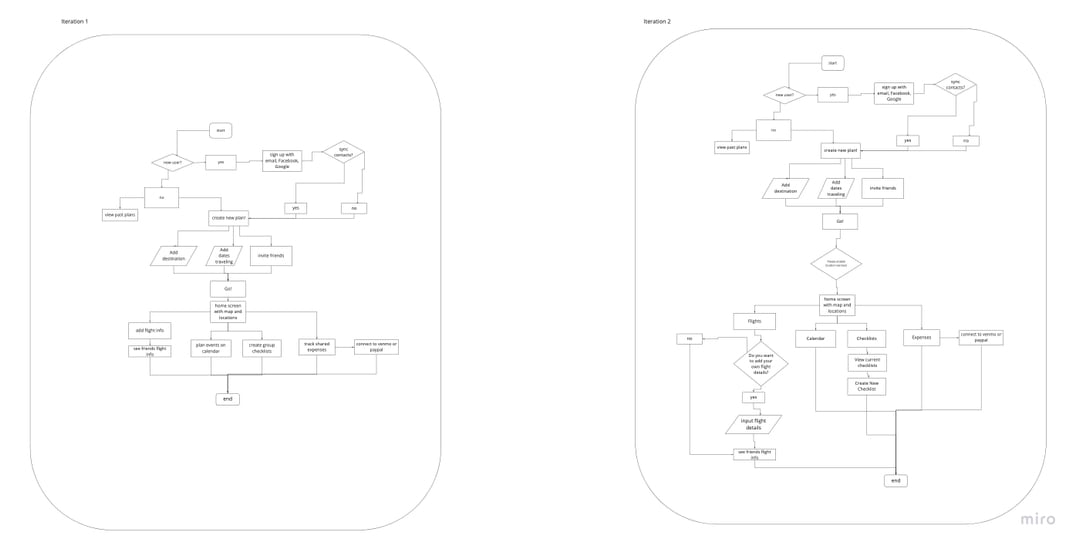 Iteration 1
start
new user?
yes
sign up with
email, Facebook,
Google
sync
contacts?
no
yes
no
view past plans
create new plan?
Add
destination
Add
dates
traveling
invite friends
Go!
home screen
with map and
locations
add flight info
see friends flight
info
plan events on
calendar
create group
checklists
track shared
expenses
connect to venmo or
paypal
end
Iteration 2
start
new user?
yes
sign up with
email, Facebook,
Google
sync
contacts?
no
yes
no
view past plans
create new plan?
Add
destination
Add
dates
traveling
invite friends
Go!
home screen
with map and
locations
Flights
no
Do you want
to add your
own flight
details?
yes
Input flight
details
see friends flight
info
Calendar
Checklists
View current
checklists
Create New
Checklist
Expenses
connect to venmo or
paypal
end
miro